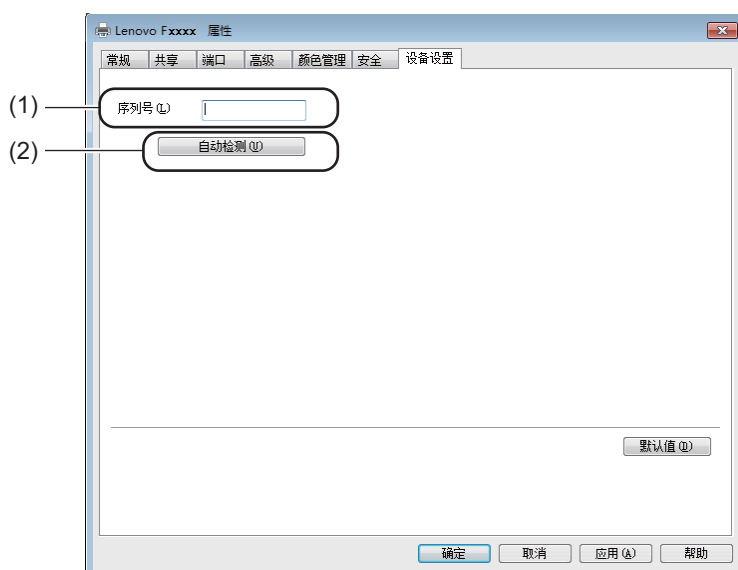 Lenovo Fxxxx 属性
常规 共享 端口 高级 颜色管理 安全 设备设置
(1) 序列号(L)
(2) 自动检测(U)
默认值(D)
确定 取消 应用(A) 帮助